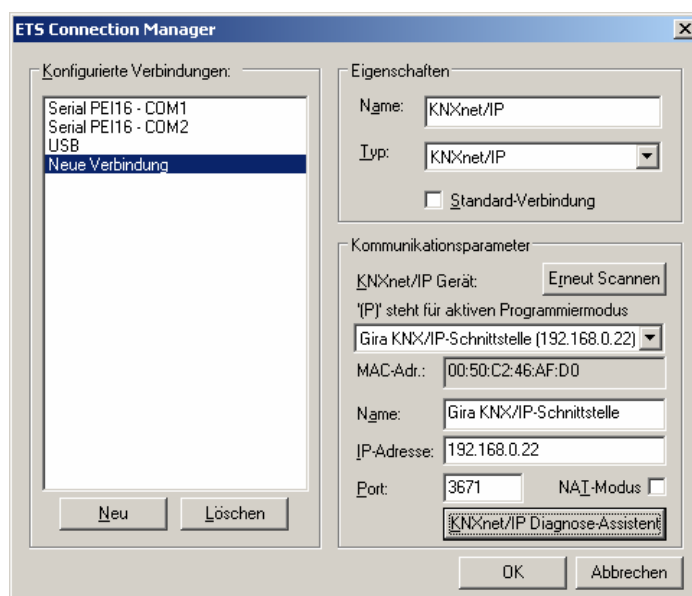 ETS Connection Manager
Konfigurierte Verbindungen:
Serial PEI16 - COM1
Serial PEI16 - COM2
USB
Neue Verbindung
Neu
Löschen
Eigenschaften
Name:
KNXnet/IP
Typ:
KNXnet/IP
Standard-Verbindung
Kommunikationsparameter
KNXnet/IP Gerät:
Erneut Scannen
'(P)' steht für aktiven Programmiermodus
Gira KNX/IP-Schnittstelle (192.168.0.22)
MAC-Adr.:
00:50:C2:46:AF:D0
Name:
Gira KNX/IP-Schnittstelle
IP-Adresse:
192.168.0.22
Port:
3671
NAT-Modus
KNXnet/IP Diagnose-Assistent
OK
Abbrechen